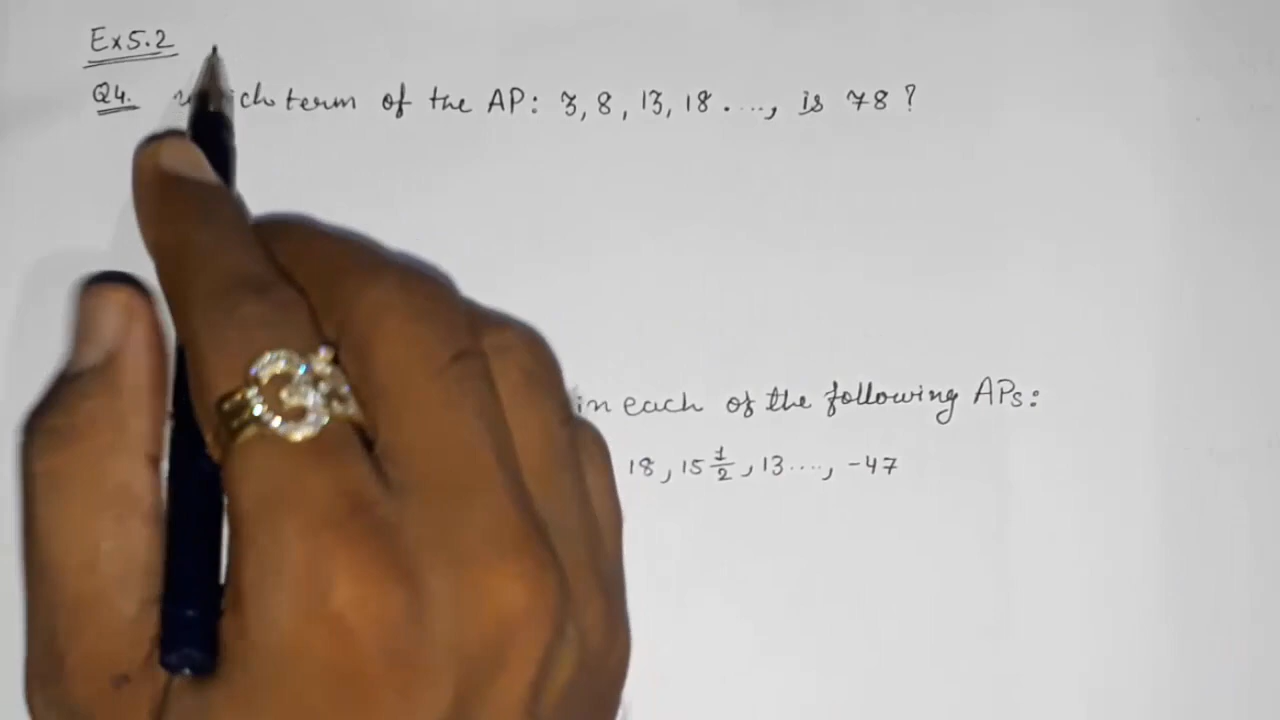 Ex 5.2
Q4. term of the AP: 3, 8, 13, 18 ...., is 78 ?
in each of the following APs:
18, 15 1/2, 13 ...., -47